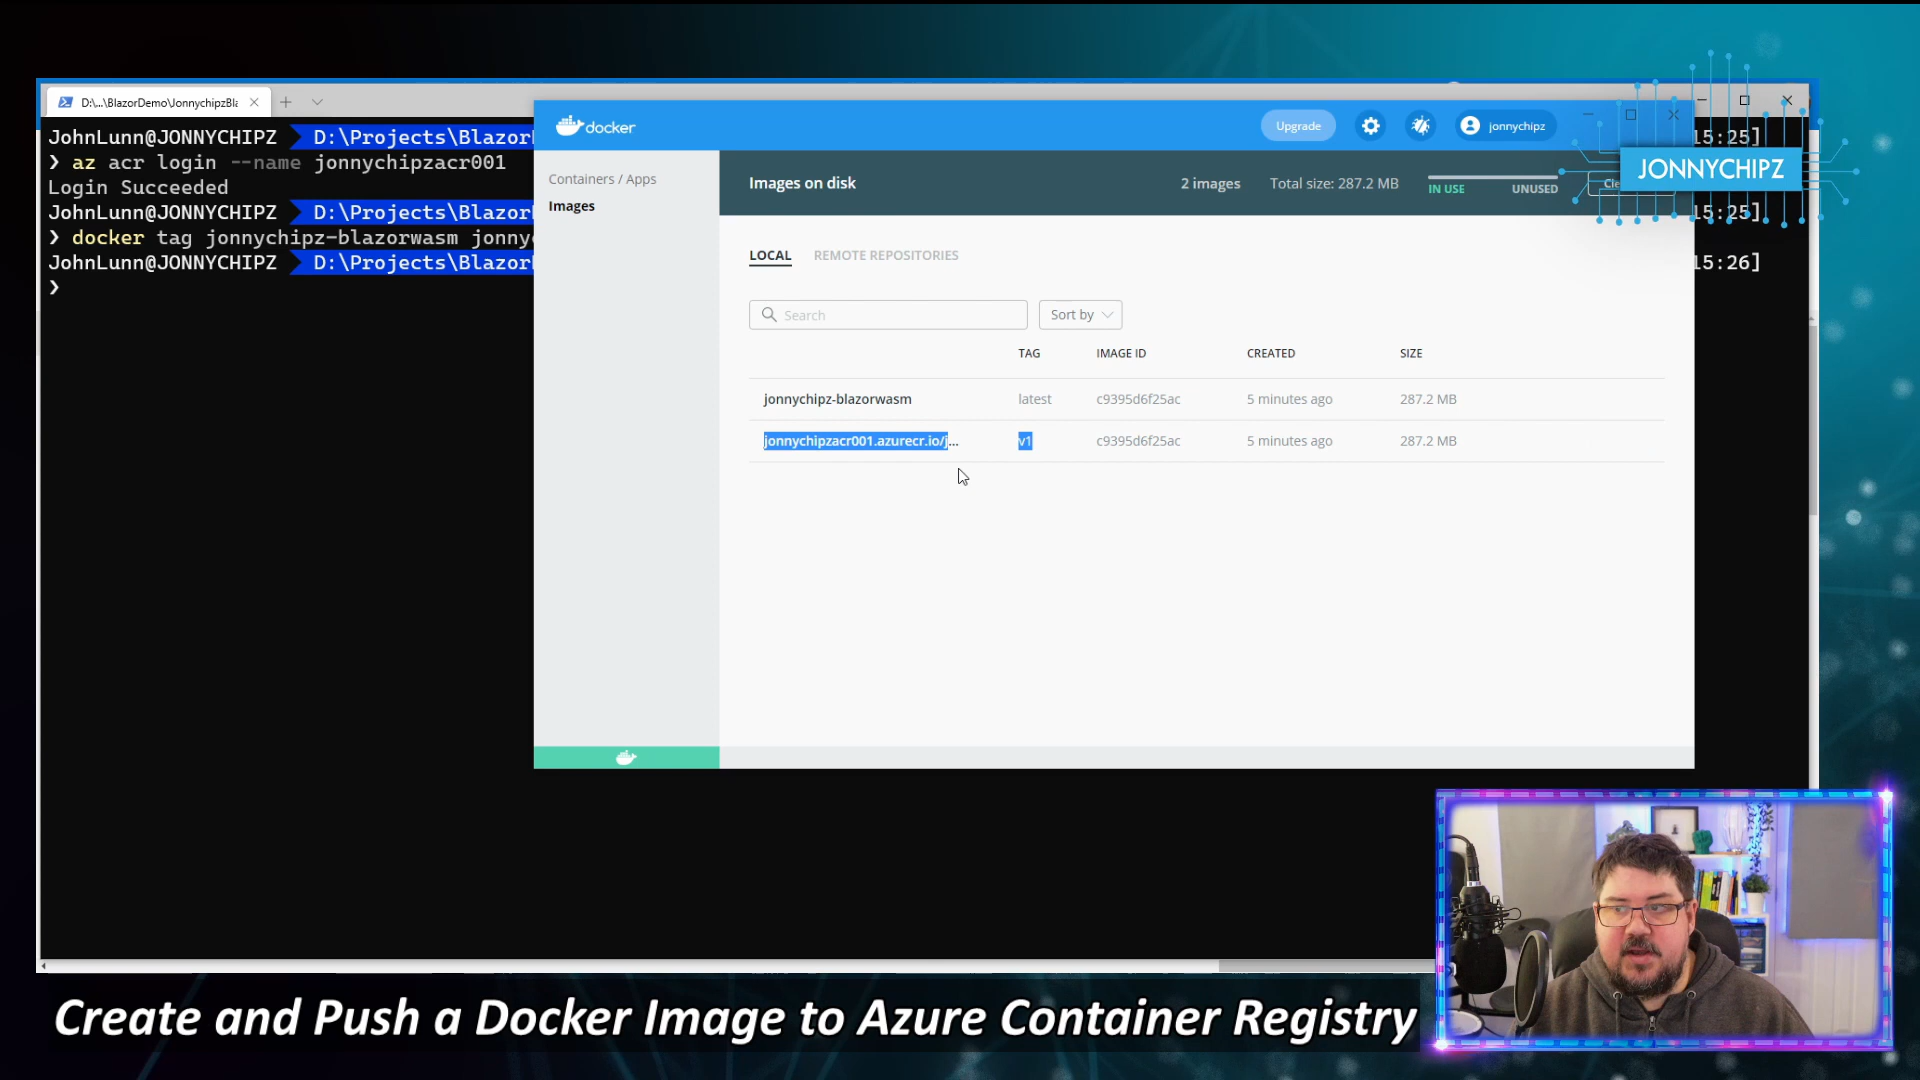 D:\...\BlazorDemo\JonnychipzBla
JohnLunn@JONNYCHIPZ D:\Projects\Blazor
15:25]
❯ az acr login --name jonnychipzacr001
Login Succeeded
JohnLunn@JONNYCHIPZ D:\Projects\Blazor
15:25]
❯ docker tag jonnychipz-blazorwasm jonny
JohnLunn@JONNYCHIPZ D:\Projects\Blazor
15:26]
❯
docker
Upgrade
jonnychipz
JONNYCHIPZ
Containers / Apps
Images
Images on disk
2 images
Total size: 287.2 MB
IN USE
UNUSED
Cle
LOCAL
REMOTE REPOSITORIES
Search
Sort by
TAG IMAGE ID CREATED SIZE
jonnychipz-blazorwasm latest c9395d6f25ac 5 minutes ago 287.2 MB
jonnychipzacr001.azurecr.io/j... v1 c9395d6f25ac 5 minutes ago 287.2 MB
Create and Push a Docker Image to Azure Container Registry